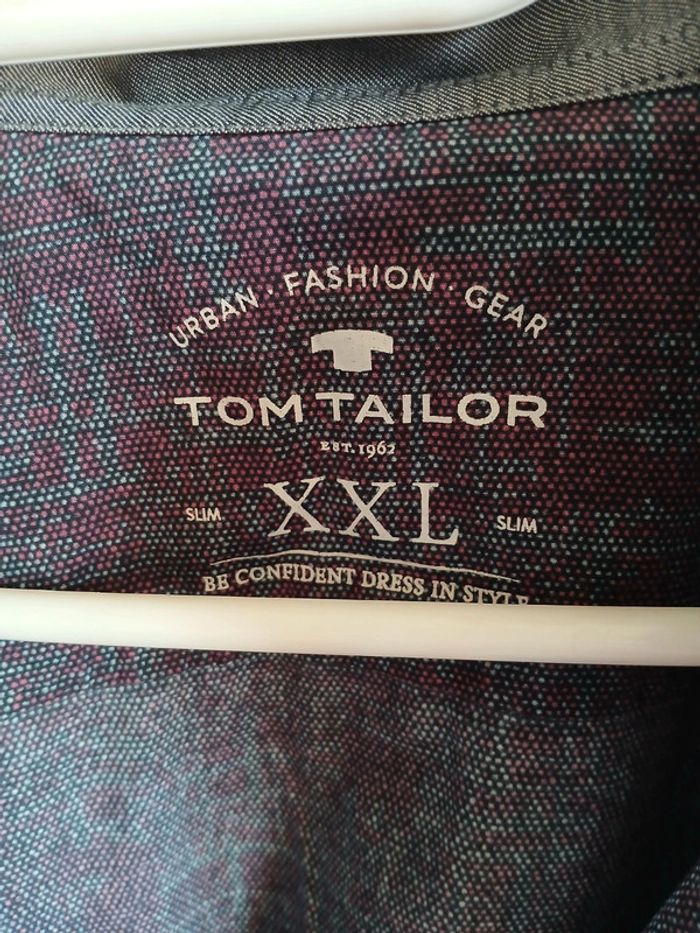 URBAN · FASHION · GEAR
TOM TAILOR
EST. 1962
SLIM XXL SLIM
BE CONFIDENT DRESS IN STYLE